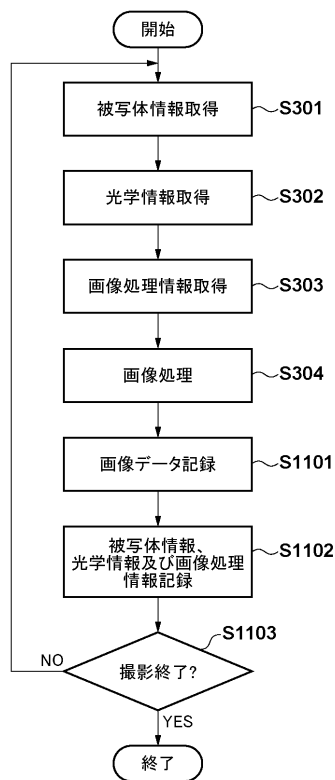 開始
被写体情報取得
S301
光学情報取得
S302
画像処理情報取得
S303
画像処理
S304
画像データ記録
S1101
被写体情報、
光学情報及び画像処理
情報記録
S1102
撮影終了?
S1103
NO
YES
終了